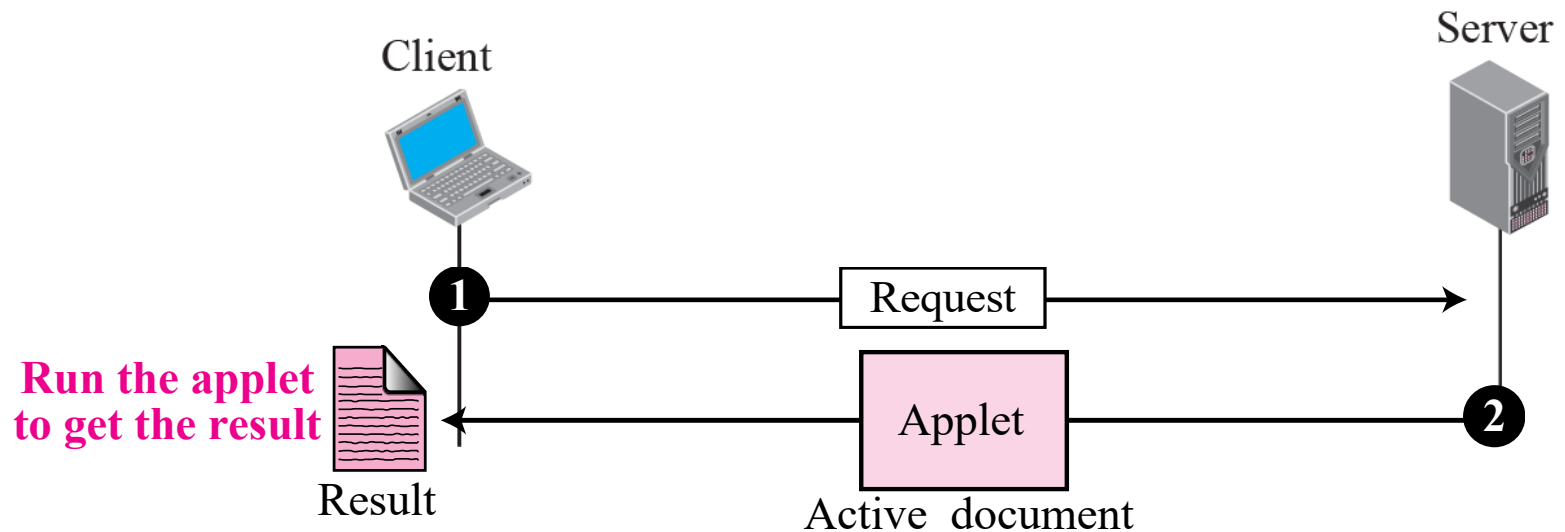 Server
Client
1
Request
Run the applet
to get the result
Applet
2
Result
Active document